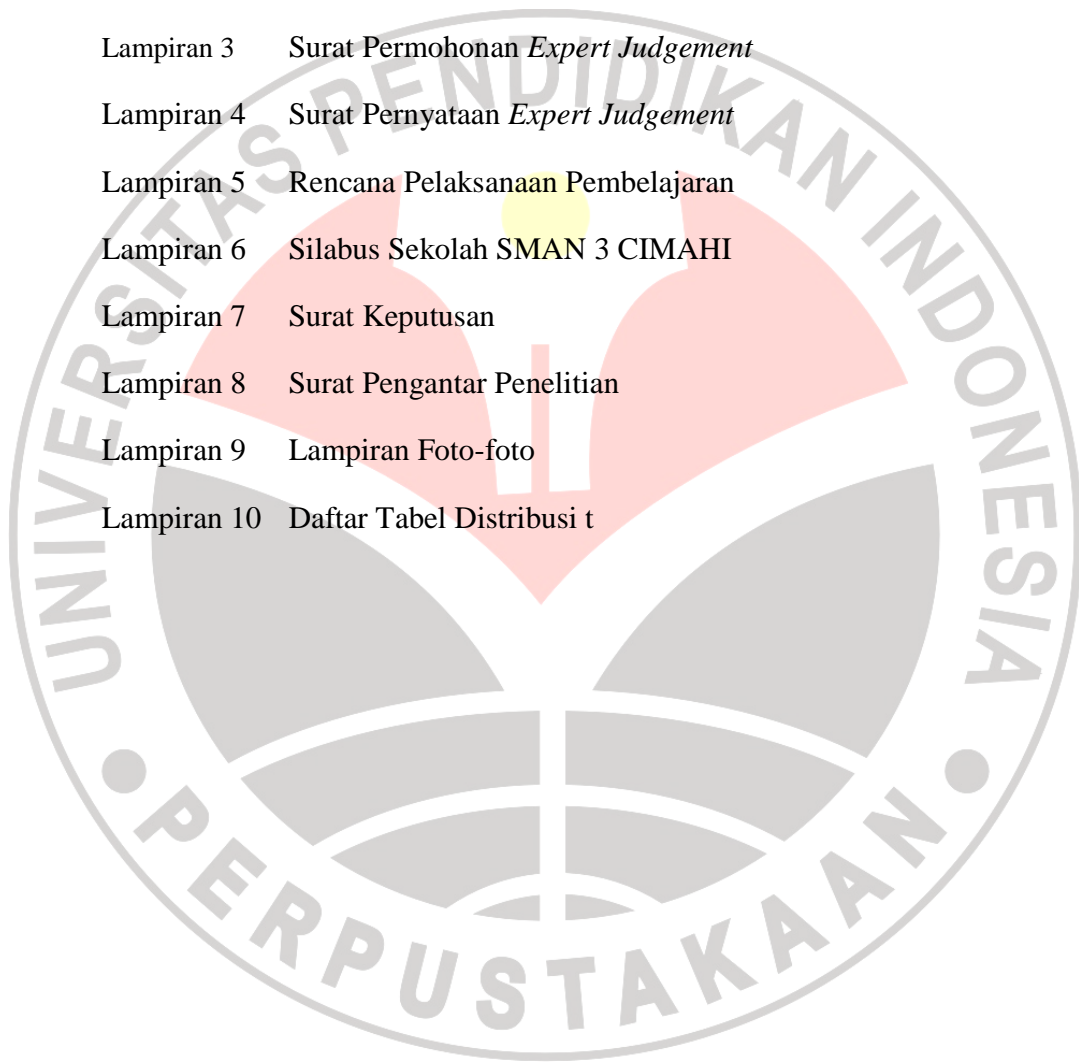 Lampiran 3 Surat Permohonan Expert Judgement
Lampiran 4 Surat Pernyataan Expert Judgement
Lampiran 5 Rencana Pelaksanaan Pembelajaran
Lampiran 6 Silabus Sekolah SMAN 3 CIMAHI
Lampiran 7 Surat Keputusan
Lampiran 8 Surat Pengantar Penelitian
Lampiran 9 Lampiran Foto-foto
Lampiran 10 Daftar Tabel Distribusi t
UNIVERSITAS PENDIDIKAN INDONESIA
PERPUSTAKAAN